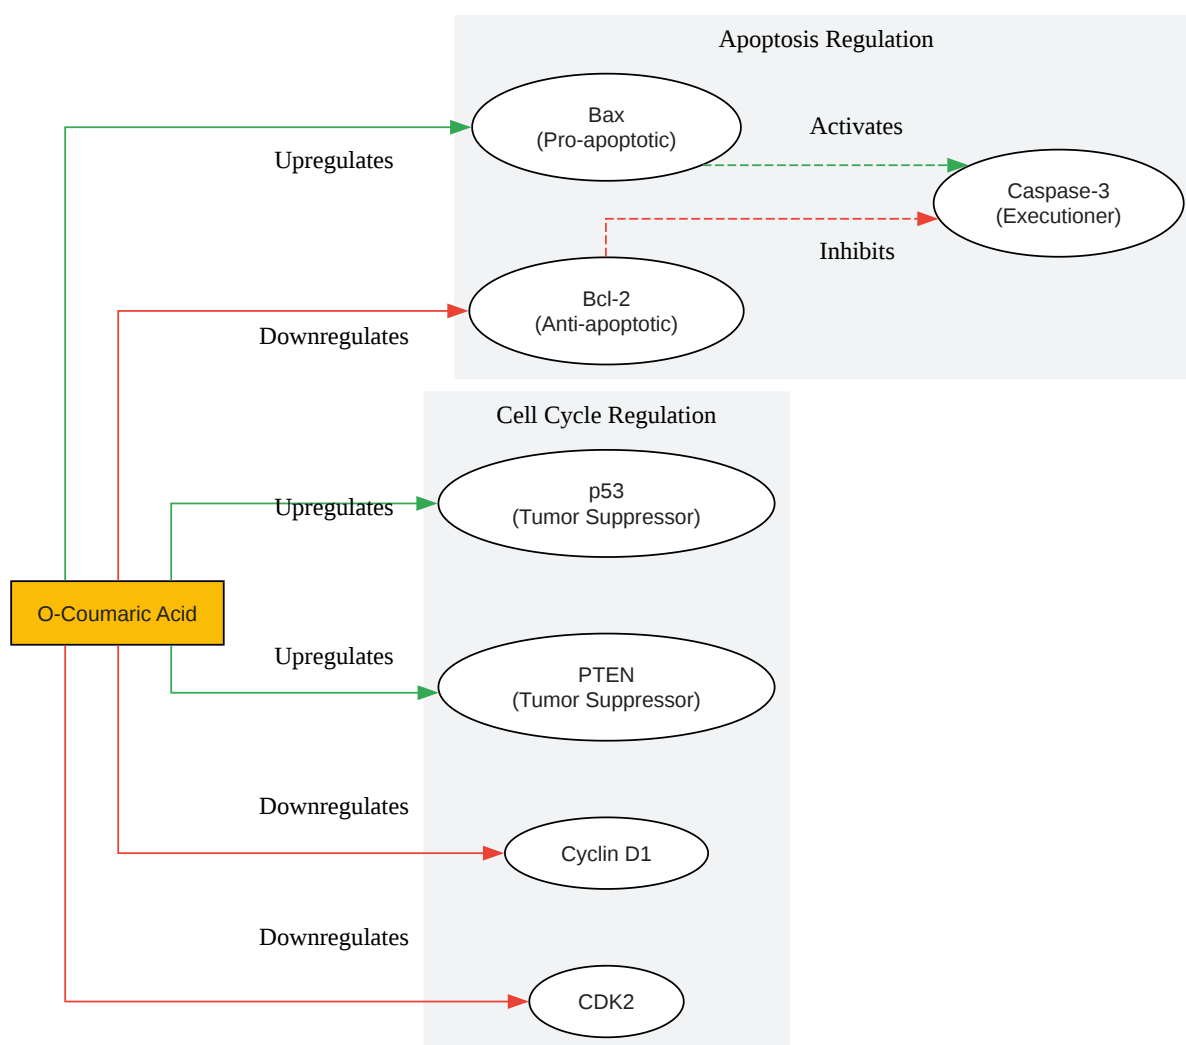 Apoptosis Regulation
Bax
(Pro-apoptotic)
Activates
Upregulates
Caspase-3
(Executioner)
Inhibits
Bcl-2
(Anti-apoptotic)
Downregulates
Cell Cycle Regulation
p53
(Tumor Suppressor)
Upregulates
O-Coumaric Acid
Upregulates
PTEN
(Tumor Suppressor)
Downregulates
Cyclin D1
Downregulates
CDK2